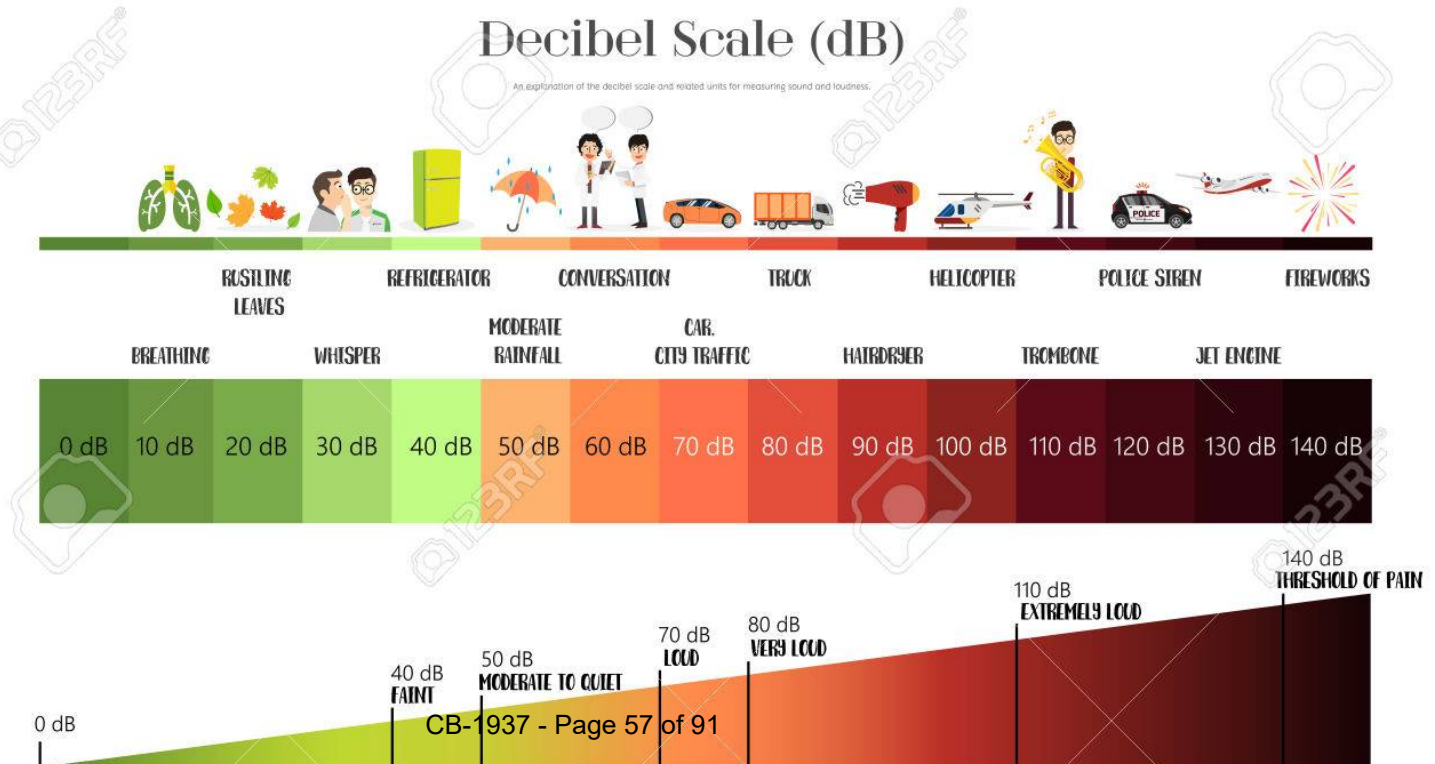 Decibel Scale (dB)
An explanation of the decibel scale and related units for measuring sound and loudness.
POLICE
RUSTLING
LEAVES
REFRIGERATOR
CONVERSATION
TRUCK
HELICOPTER
POLICE SIREN
FIREWORKS
BREATHING
WHISPER
MODERATE
RAINFALL
CAR,
CITY TRAFFIC
HAIRDRYER
TROMBONE
JET ENGINE
0 dB 10 dB 20 dB 30 dB 40 dB 50 dB 60 dB 70 dB 80 dB 90 dB 100 dB 110 dB 120 dB 130 dB 140 dB
0 dB
40 dB
FAINT
50 dB
MODERATE TO QUIET
70 dB
LOUD
80 dB
VERY LOUD
110 dB
EXTREMELY LOUD
140 dB
THRESHOLD OF PAIN
CB-1937 - Page 57 of 91
123RF
123RF
123RF
123RF
123RF